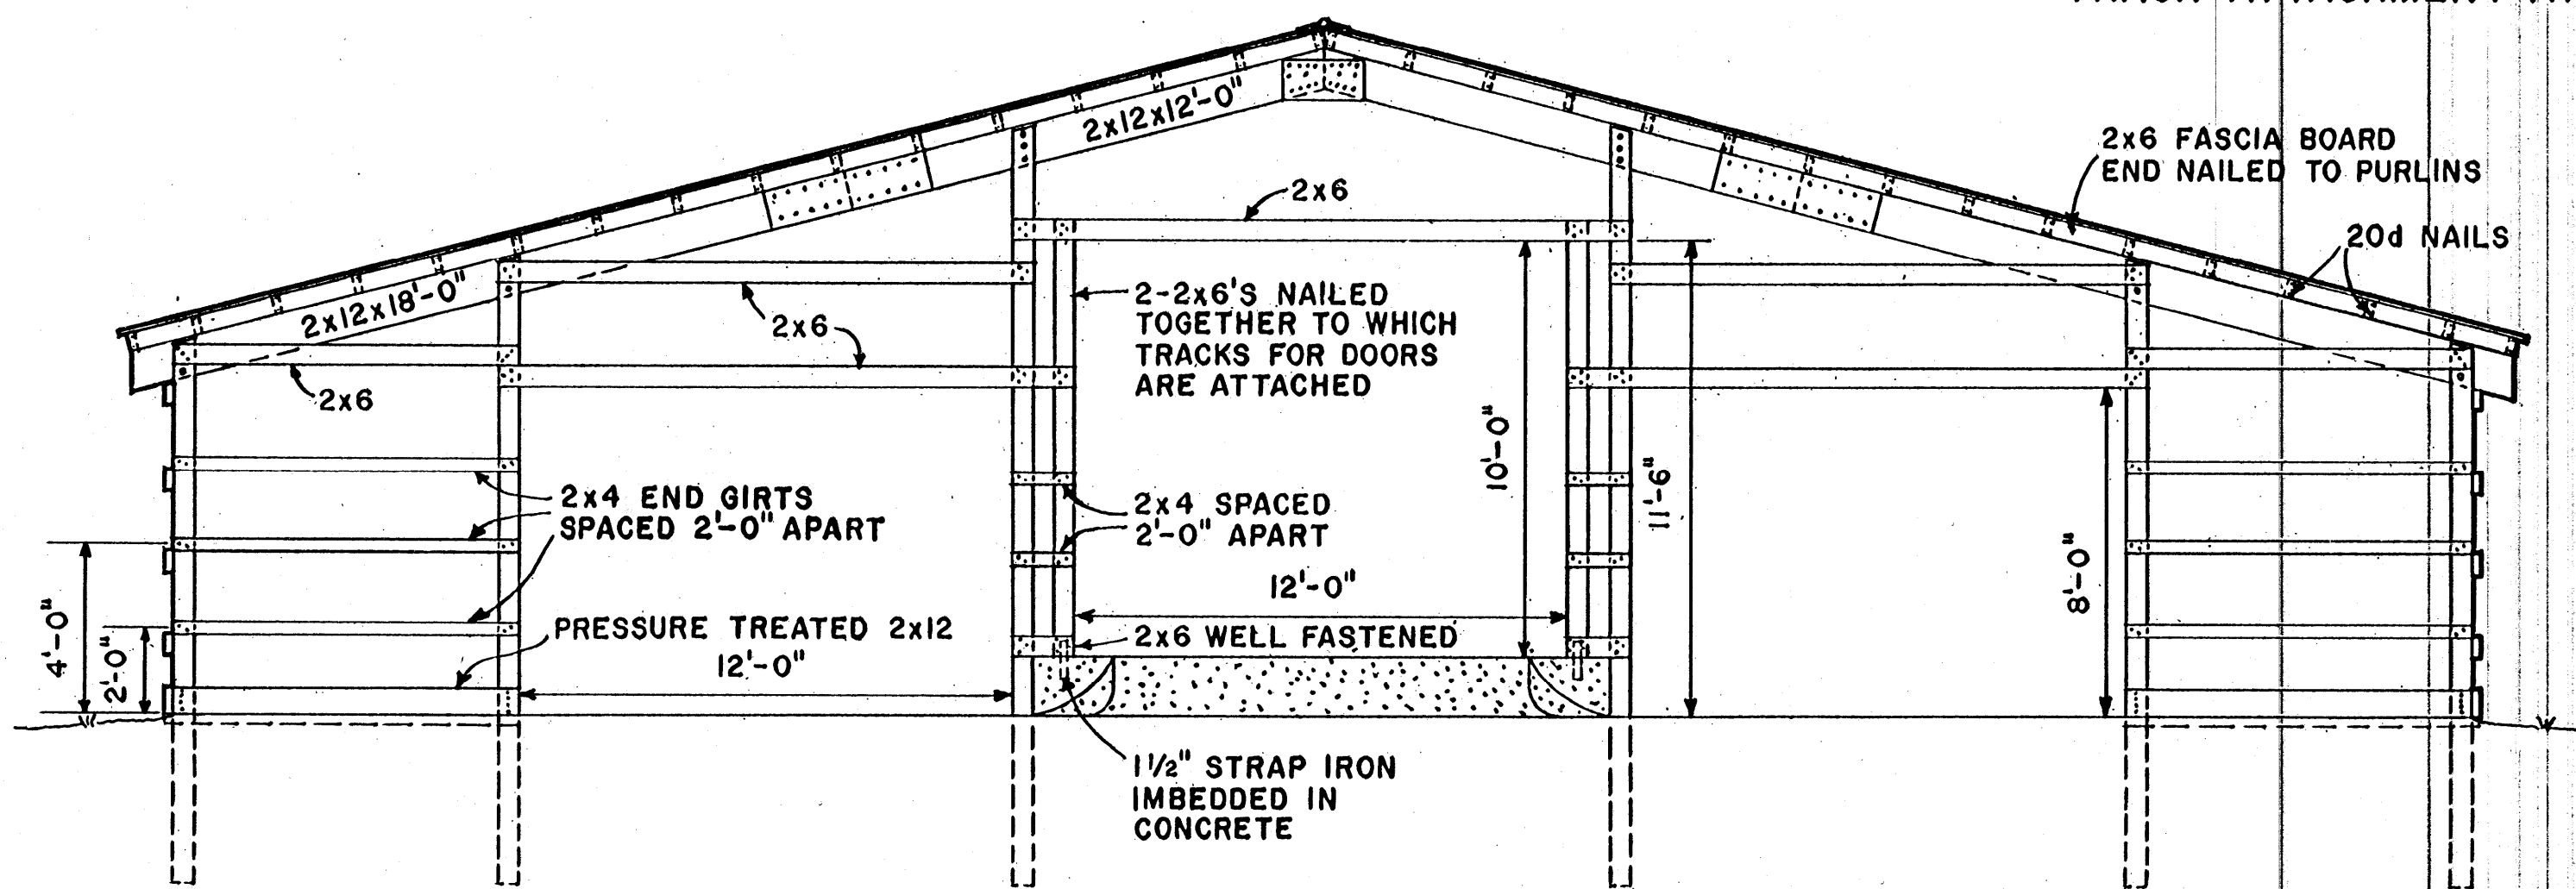 2x12x12'-0"
2x6 FASCIA BOARD
END NAILED TO PURLINS
2x6
20d NAILS
2x12x18'-0"
2-2x6'S NAILED
TOGETHER TO WHICH
TRACKS FOR DOORS
ARE ATTACHED
2x6
2x6
10'-0"
11'-6"
2x4 END GIRTS
SPACED 2'-0" APART
2x4 SPACED
2'-0" APART
12'-0"
8'-0"
4'-0"
2'-0"
PRESSURE TREATED 2x12
12'-0"
2x6 WELL FASTENED
1 1/2" STRAP IRON
IMBEDDED IN
CONCRETE